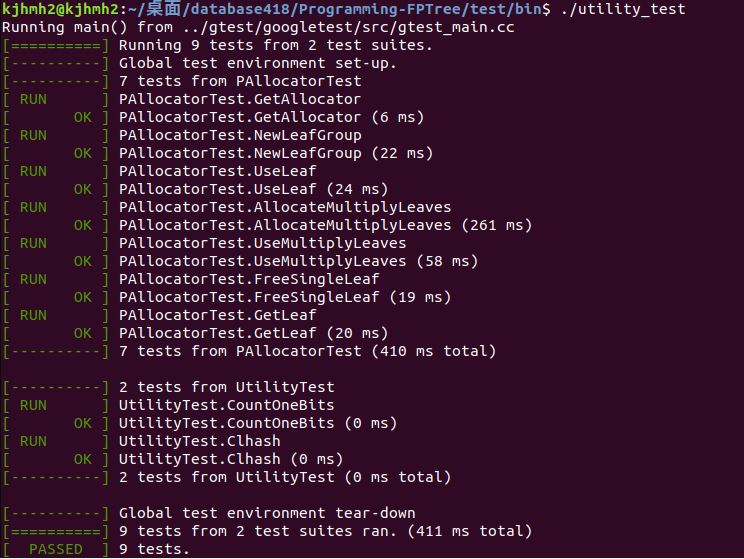 kjhmh2@kjhmh2:~/桌面/database418/Programming-FPTree/test/bin$ ./utility_test
Running main() from ../gtest/googletest/src/gtest_main.cc
[==========] Running 9 tests from 2 test suites.
[----------] Global test environment set-up.
[----------] 7 tests from PAllocatorTest
[ RUN      ] PAllocatorTest.GetAllocator
[       OK ] PAllocatorTest.GetAllocator (6 ms)
[ RUN      ] PAllocatorTest.NewLeafGroup
[       OK ] PAllocatorTest.NewLeafGroup (22 ms)
[ RUN      ] PAllocatorTest.UseLeaf
[       OK ] PAllocatorTest.UseLeaf (24 ms)
[ RUN      ] PAllocatorTest.AllocateMultiplyLeaves
[       OK ] PAllocatorTest.AllocateMultiplyLeaves (261 ms)
[ RUN      ] PAllocatorTest.UseMultiplyLeaves
[       OK ] PAllocatorTest.UseMultiplyLeaves (58 ms)
[ RUN      ] PAllocatorTest.FreeSingleLeaf
[       OK ] PAllocatorTest.FreeSingleLeaf (19 ms)
[ RUN      ] PAllocatorTest.GetLeaf
[       OK ] PAllocatorTest.GetLeaf (20 ms)
[----------] 7 tests from PAllocatorTest (410 ms total)

[----------] 2 tests from UtilityTest
[ RUN      ] UtilityTest.CountOneBits
[       OK ] UtilityTest.CountOneBits (0 ms)
[ RUN      ] UtilityTest.Clhash
[       OK ] UtilityTest.Clhash (0 ms)
[----------] 2 tests from UtilityTest (0 ms total)

[----------] Global test environment tear-down
[==========] 9 tests from 2 test suites ran. (411 ms total)
[  PASSED  ] 9 tests.